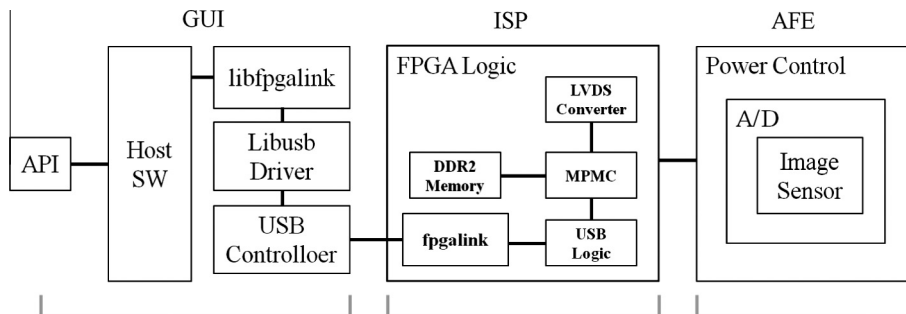 GUI
ISP
AFE
API
Host
SW
libfpgalink
Libusb
Driver
USB
Controlloer
FPGA Logic
LVDS
Converter
DDR2
Memory
MPMC
fpgalink
USB
Logic
Power Control
A/D
Image
Sensor